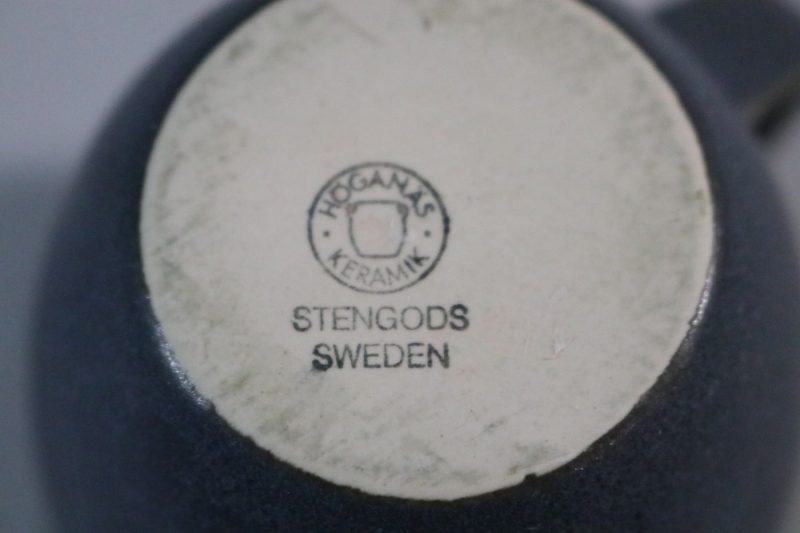 HÖGANÄS
KERAMIK
STENGODS
SWEDEN